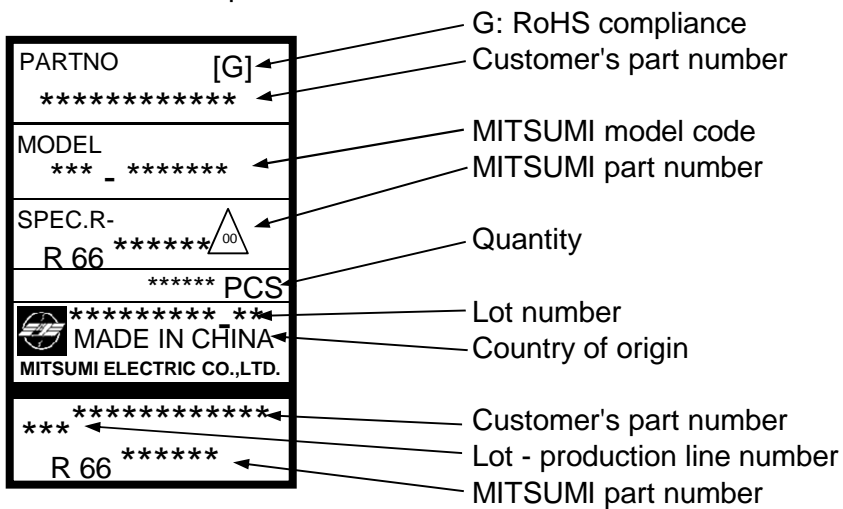 G: RoHS compliance
PARTNO [G]
Customer's part number
************
MODEL
MITSUMI model code
*** - *******
MITSUMI part number
SPEC.R-
R 66 ****** 00
Quantity
****** PCS
*********-**
Lot number
MADE IN CHINA
Country of origin
MITSUMI ELECTRIC CO.,LTD.
************
Customer's part number
***
Lot - production line number
R 66 ******
MITSUMI part number